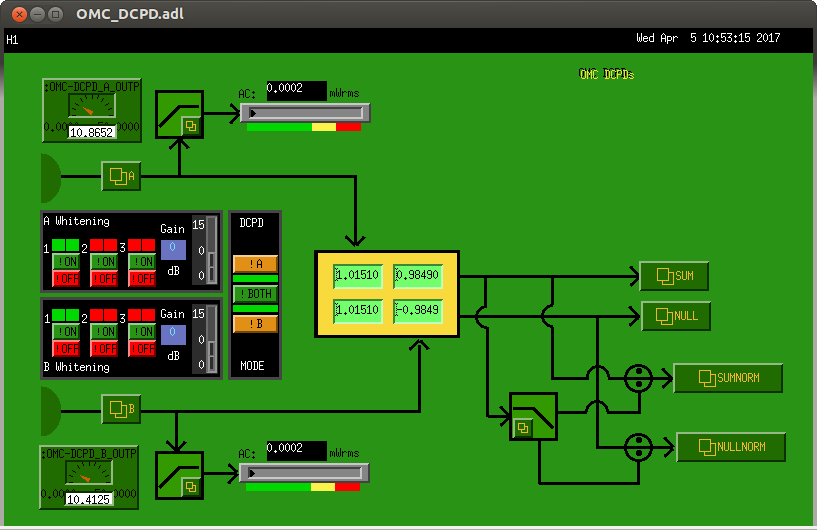 OMC_DCPD.adl
H1
Wed Apr 5 10:53:15 2017
OMC DCPDs
:OMC-DCPD_A_OUTP
10.8652
AC: 0.0002 mWrms
A
A Whitening
Gain
1 2 3
!ON !ON !ON
!OFF !OFF !OFF
0
dB
15
0
0
DCPD
!A
!BOTH
!B
MODE
1 2 3
!ON !ON !ON
!OFF !OFF !OFF
Gain
0
dB
15
0
0
B Whitening
1.01510 0.98490
1.01510 -0.9849
SUM
NULL
SUMNORM
NULLNORM
B
:OMC-DCPD_B_OUTP
10.4125
AC: 0.0002 mWrms